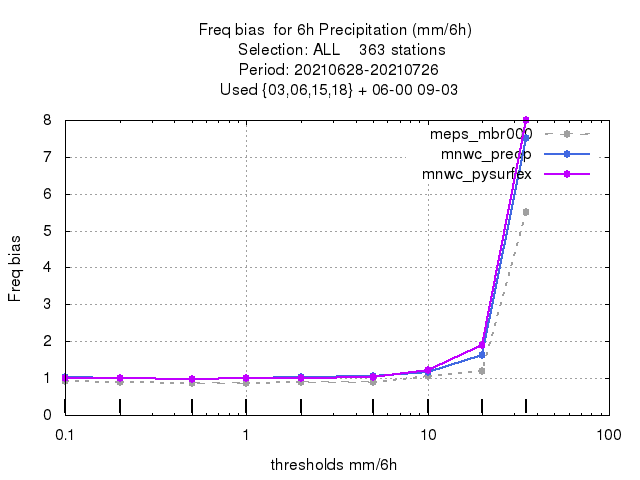 Freq bias  for 6h Precipitation (mm/6h)
Selection: ALL    363 stations
Period: 20210628-20210726
Used {03,06,15,18} + 06-00 09-03
meps_mbr000
mnwc_precip
mnwc_pysurfex
8
7
6
5
4
3
2
1
0
Freq bias
0.1 1 10 100
thresholds mm/6h